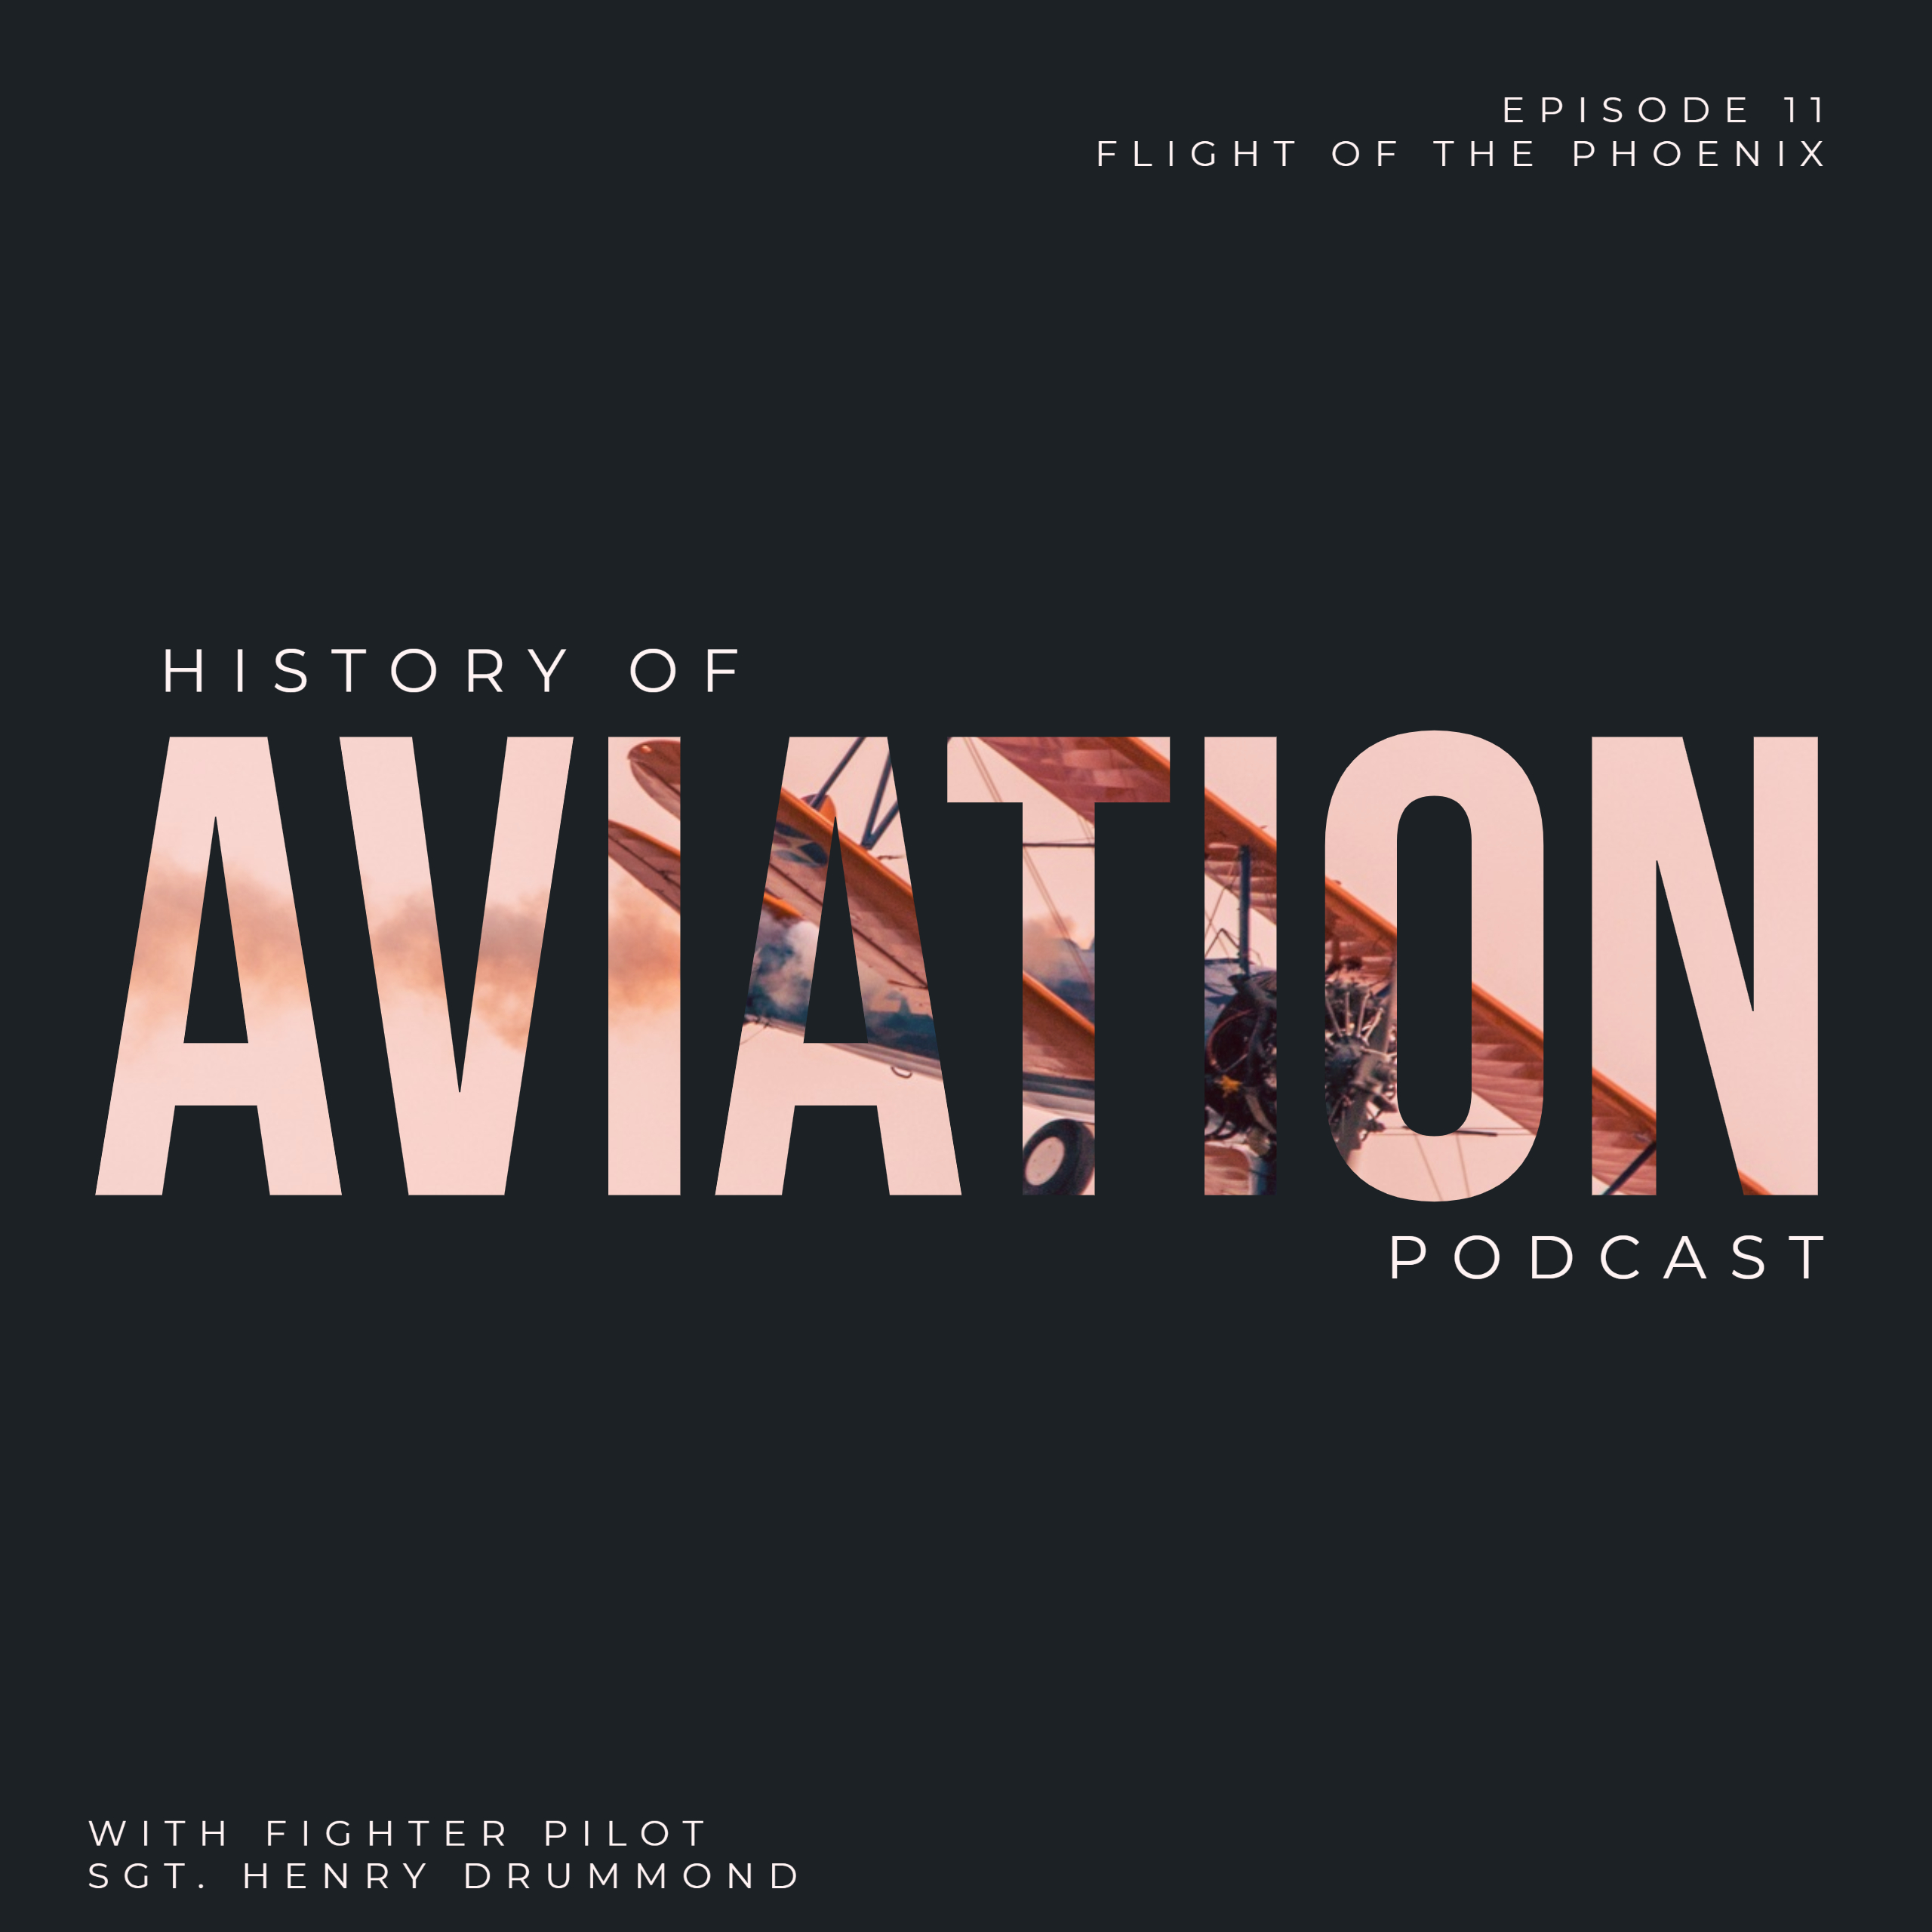 EPISODE 11
FLIGHT OF THE PHOENIX
HISTORY OF
AVIATION
PODCAST
WITH FIGHTER PILOT
SGT. HENRY DRUMMOND